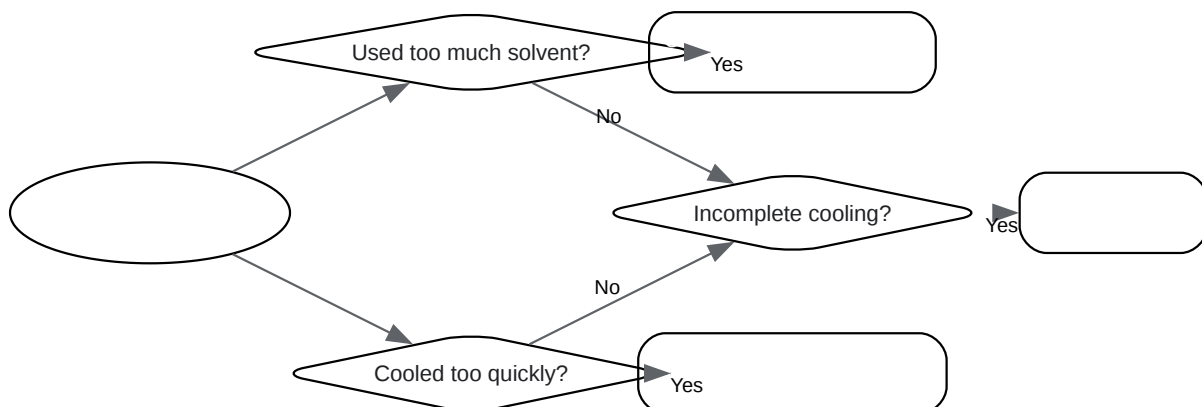 Used too much solvent?
Yes
No
Incomplete cooling?
Yes
No
Cooled too quickly?
Yes